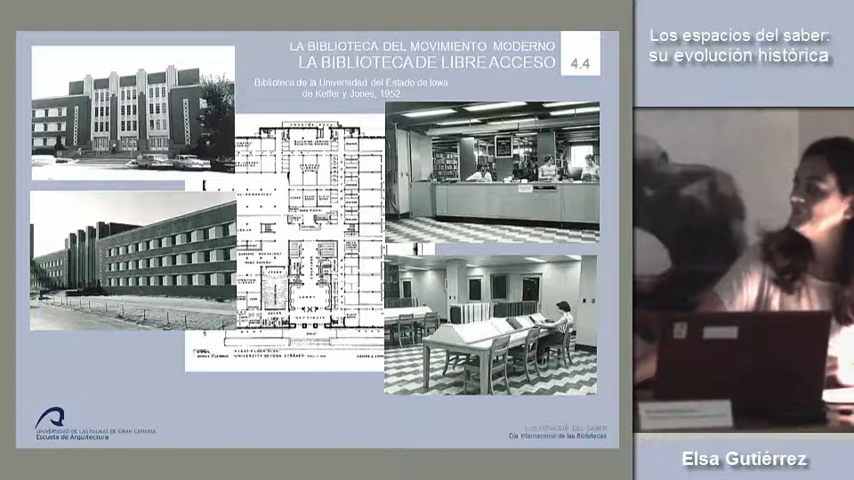 LA BIBLIOTECA DEL MOVIMIENTO MODERNO
LA BIBLIOTECA DE LIBRE ACCESO
4.4
Biblioteca de la Universidad del Estado de Iowa
de Keffer y Jones, 1952
UNIVERSIDAD DE LAS PALMAS DE GRAN CANARIA
Escuela de Arquitectura
LOS ESPACIOS DEL SABER
Día Internacional de las Bibliotecas
Los espacios del saber:
su evolución histórica
Elsa Gutiérrez